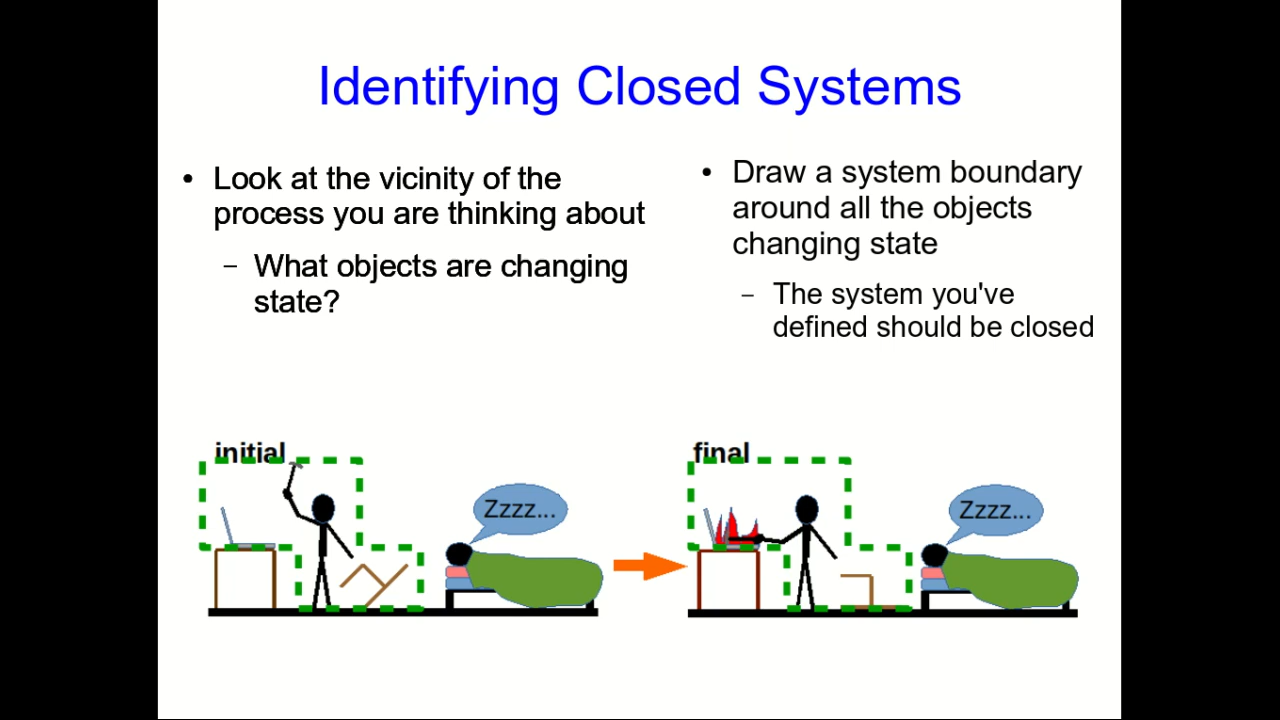 Identifying Closed Systems
• Look at the vicinity of the
process you are thinking about
– What objects are changing
state?
• Draw a system boundary
around all the objects
changing state
– The system you've
defined should be closed
initial
Zzzz...
final
Zzzz...